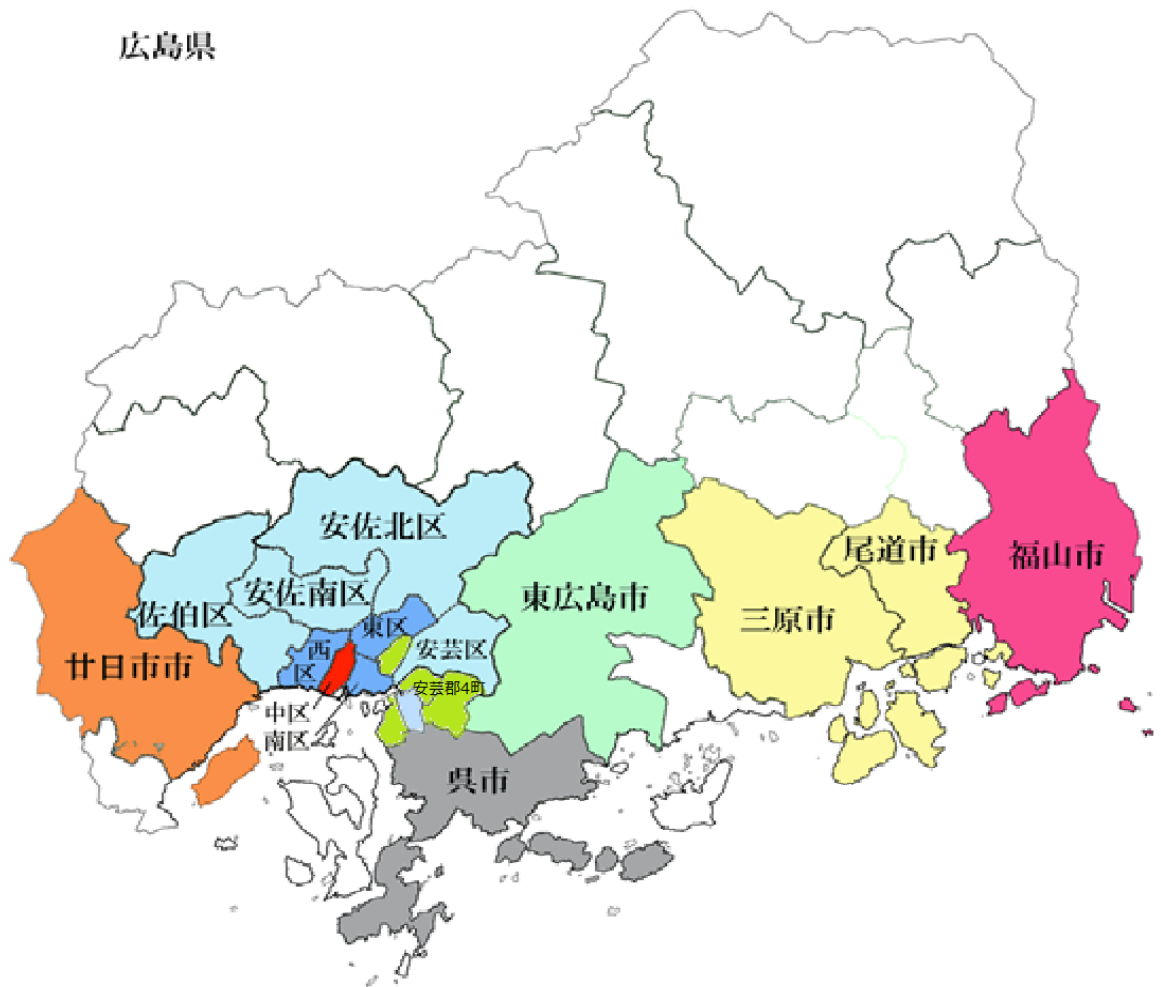 広島県
安佐北区
尾道市
福山市
安佐南区
佐伯区
東広島市
東区
三原市
西
区
安芸区
廿日市市
安芸郡4町
中区
南区
呉市